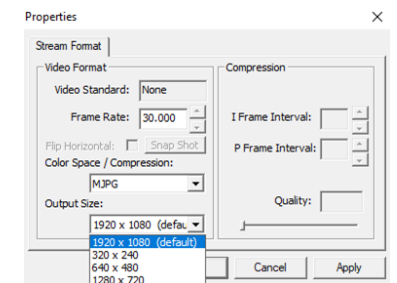 Properties
Stream Format
Video Format
Video Standard: None
Frame Rate: 30.000
Flip Horizontal: Snap Shot
Color Space / Compression:
MJPG
Output Size:
1920 x 1080 (defau
1920 x 1080 (default)
320 x 240
640 x 480
1280 x 720
Compression
I Frame Interval:
P Frame Interval:
Quality:
Cancel
Apply